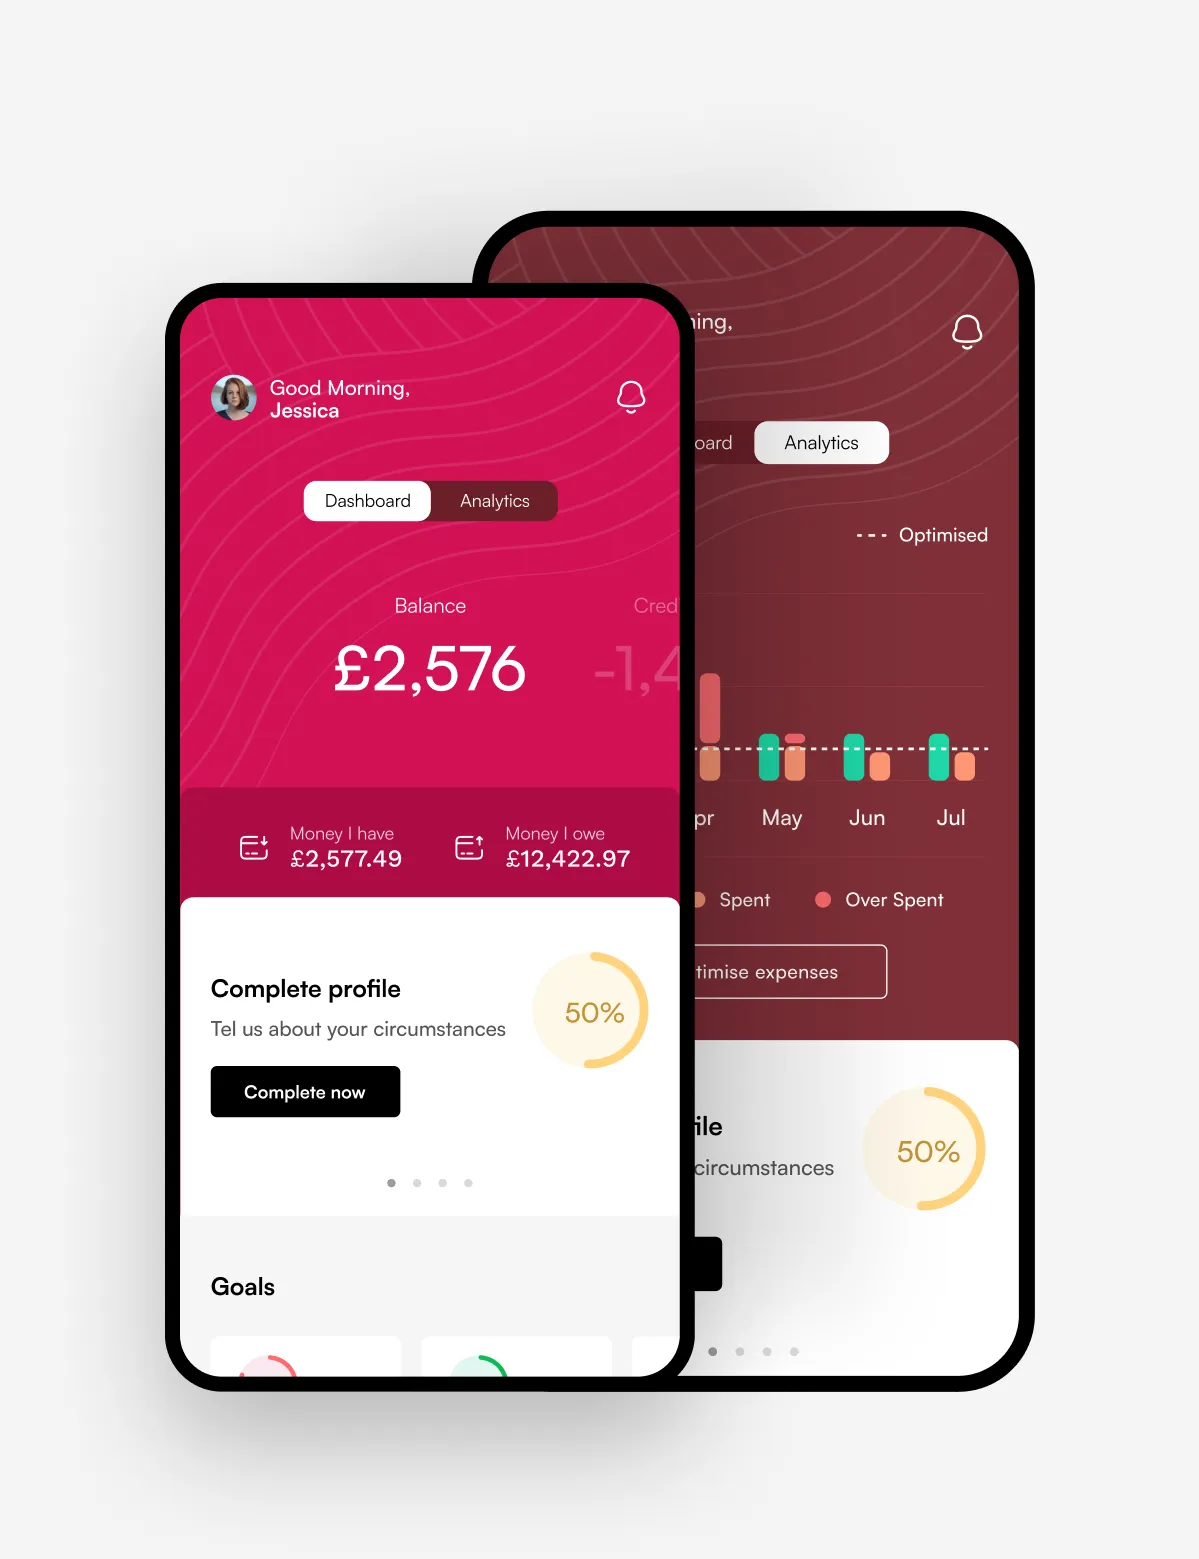 Good Morning,
Jessica
Dashboard
Analytics
Balance
£2,576
Cred
-1,4
Money I have
£2,577.49
Money I owe
£12,422.97
Complete profile
Tel us about your circumstances
50%
Complete now
Goals
ning,
oard
Analytics
Optimised
pr
May
Jun
Jul
Spent
Over Spent
timise expenses
file
circumstances
50%